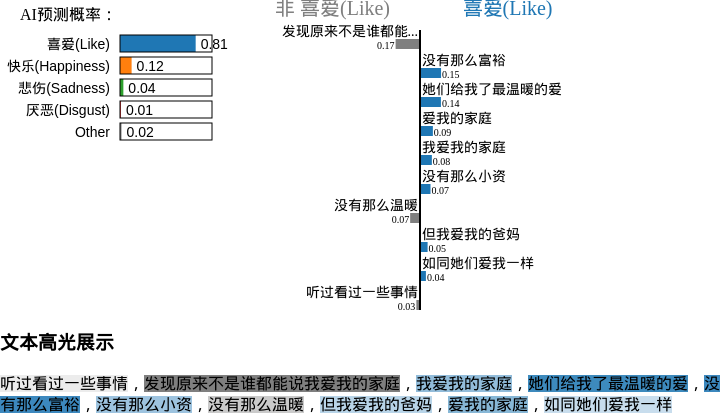 AI预测概率：
喜爱(Like) 0.81
快乐(Happiness) 0.12
悲伤(Sadness) 0.04
厌恶(Disgust) 0.01
Other 0.02
非 喜爱(Like) 喜爱(Like)
发现原来不是谁都能...
0.17
没有那么富裕
0.15
她们给我了最温暖的爱
0.14
爱我的家庭
0.09
我爱我的家庭
0.08
没有那么小资
0.07
没有那么温暖
0.07
但我爱我的爸妈
0.05
如同她们爱我一样
0.04
听过看过一些事情
0.03
文本高光展示
听过看过一些事情，发现原来不是谁都能说我爱我的家庭，我爱我的家庭，她们给我了最温暖的爱，没
有那么富裕，没有那么小资，没有那么温暖，但我爱我的爸妈，爱我的家庭，如同她们爱我一样